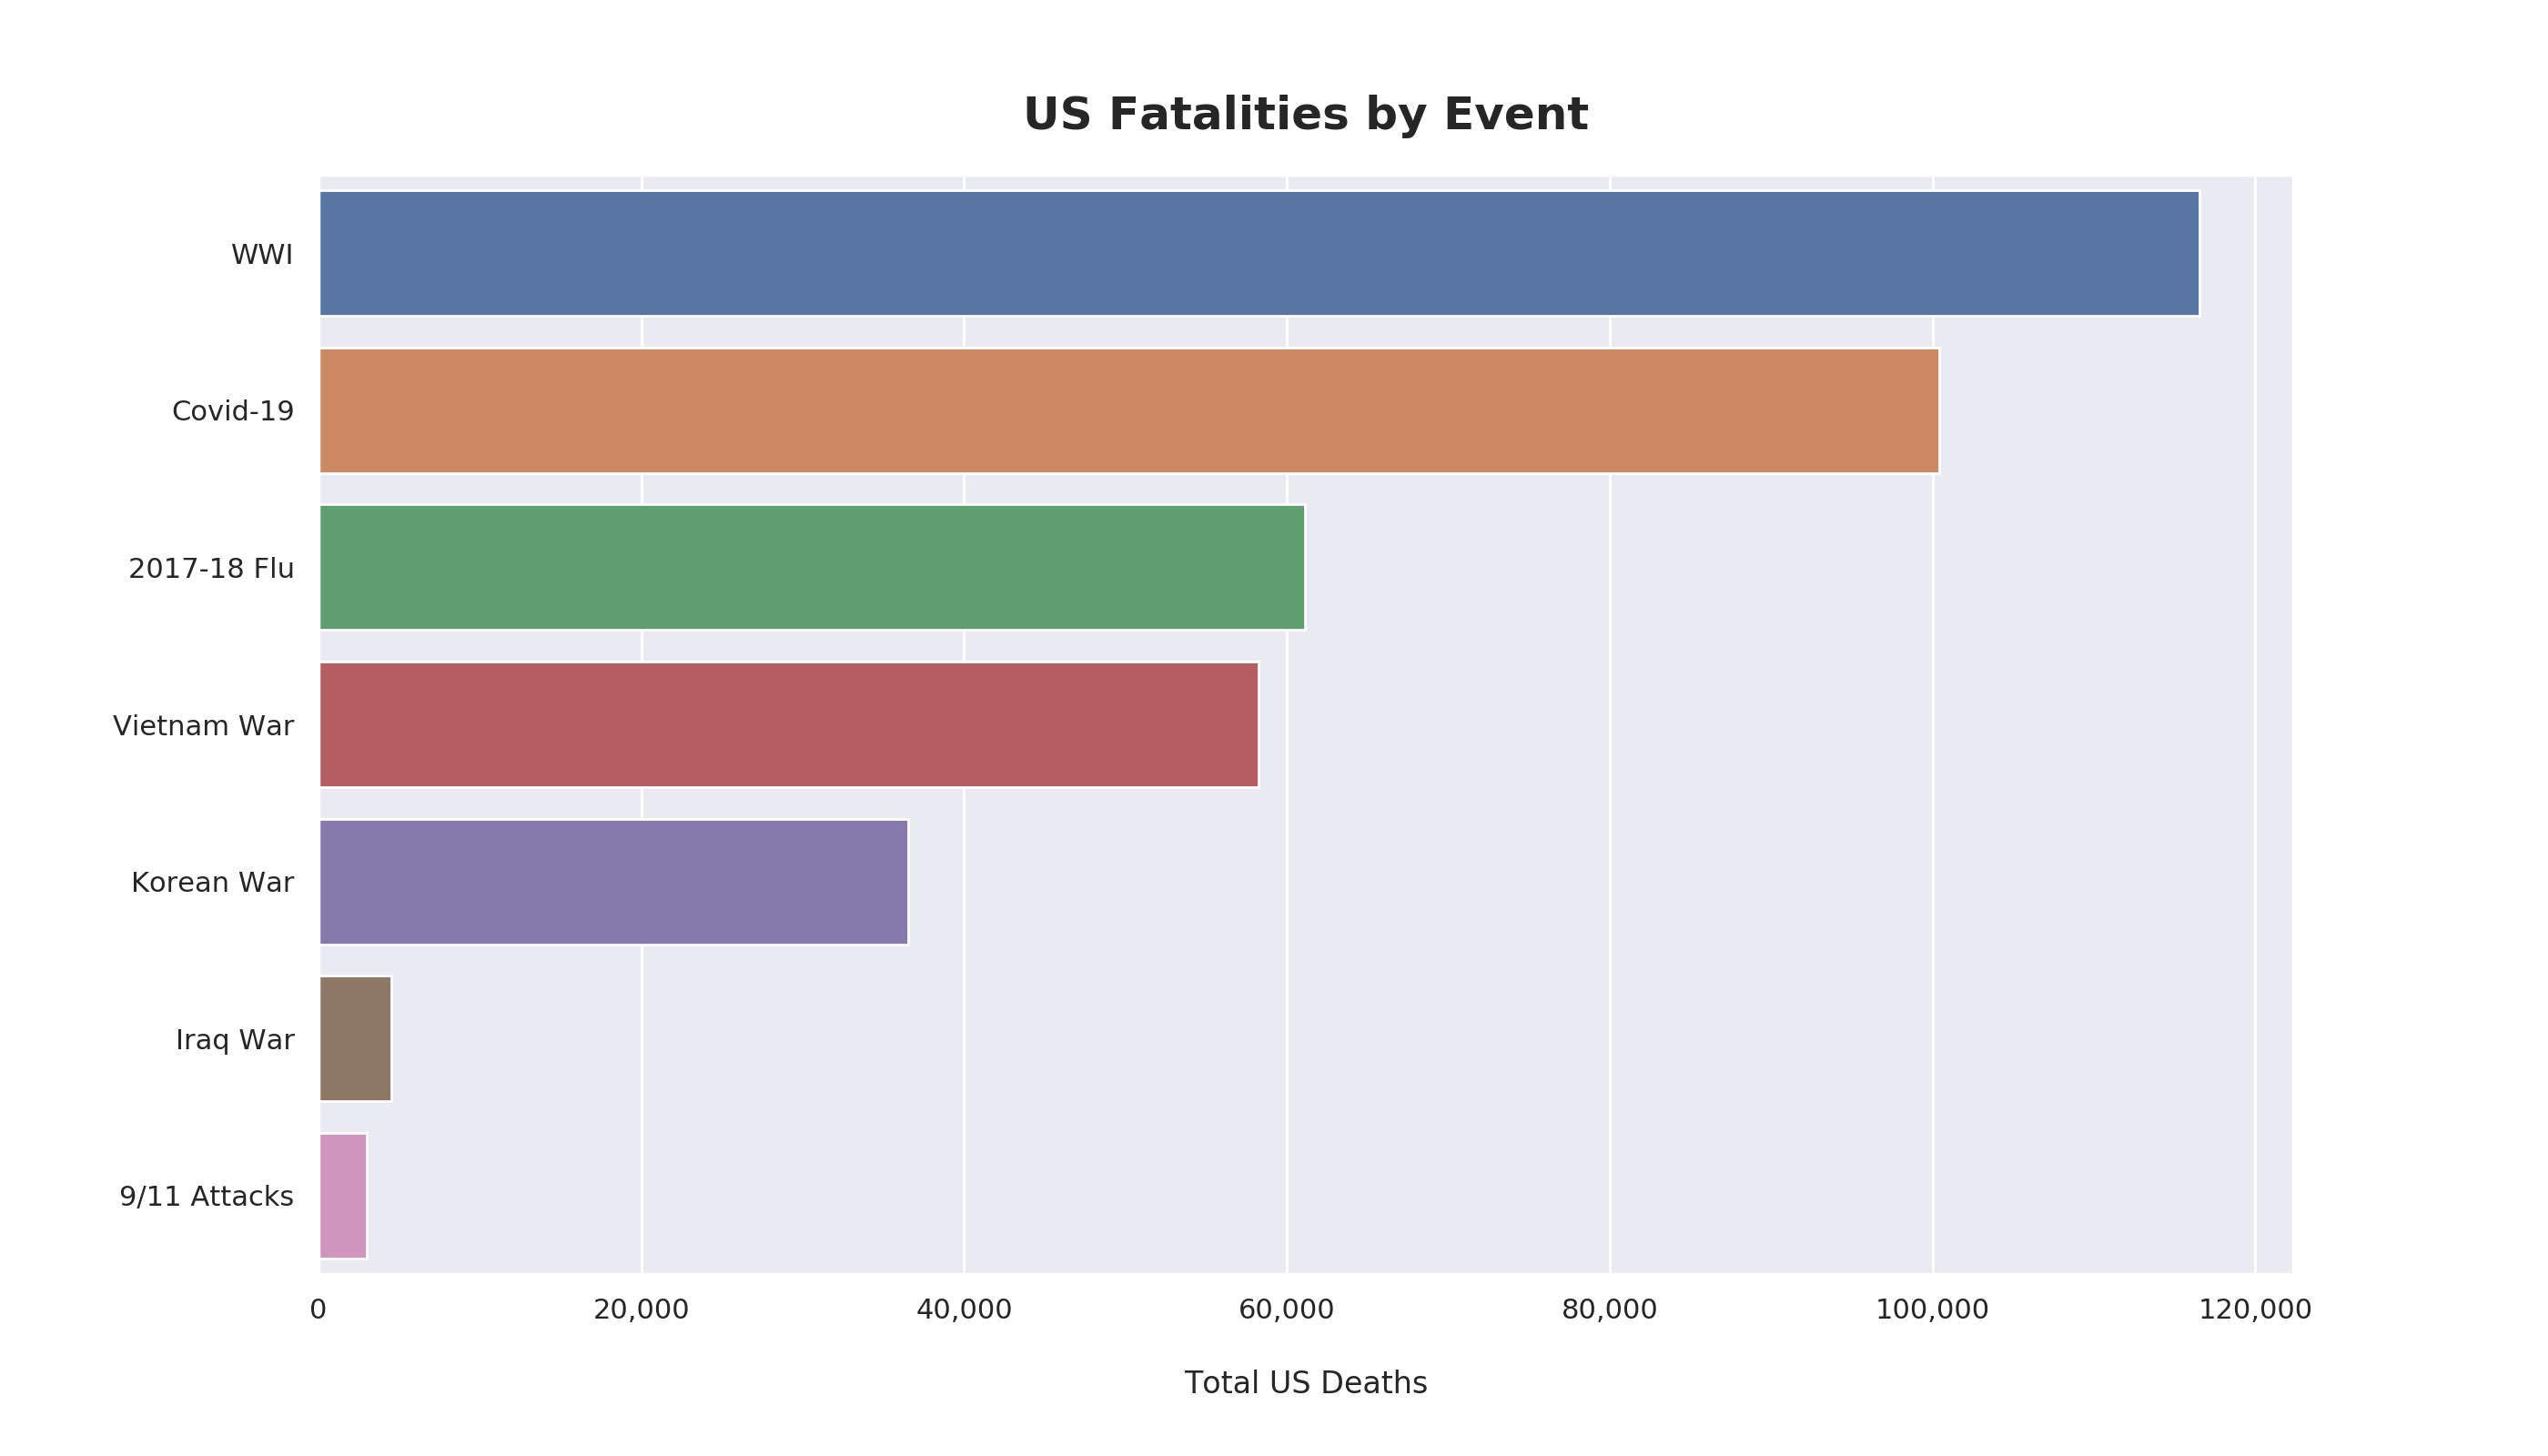 US Fatalities by Event
WWI
Covid-19
2017-18 Flu
Vietnam War
Korean War
Iraq War
9/11 Attacks
0 20,000 40,000 60,000 80,000 100,000 120,000
Total US Deaths